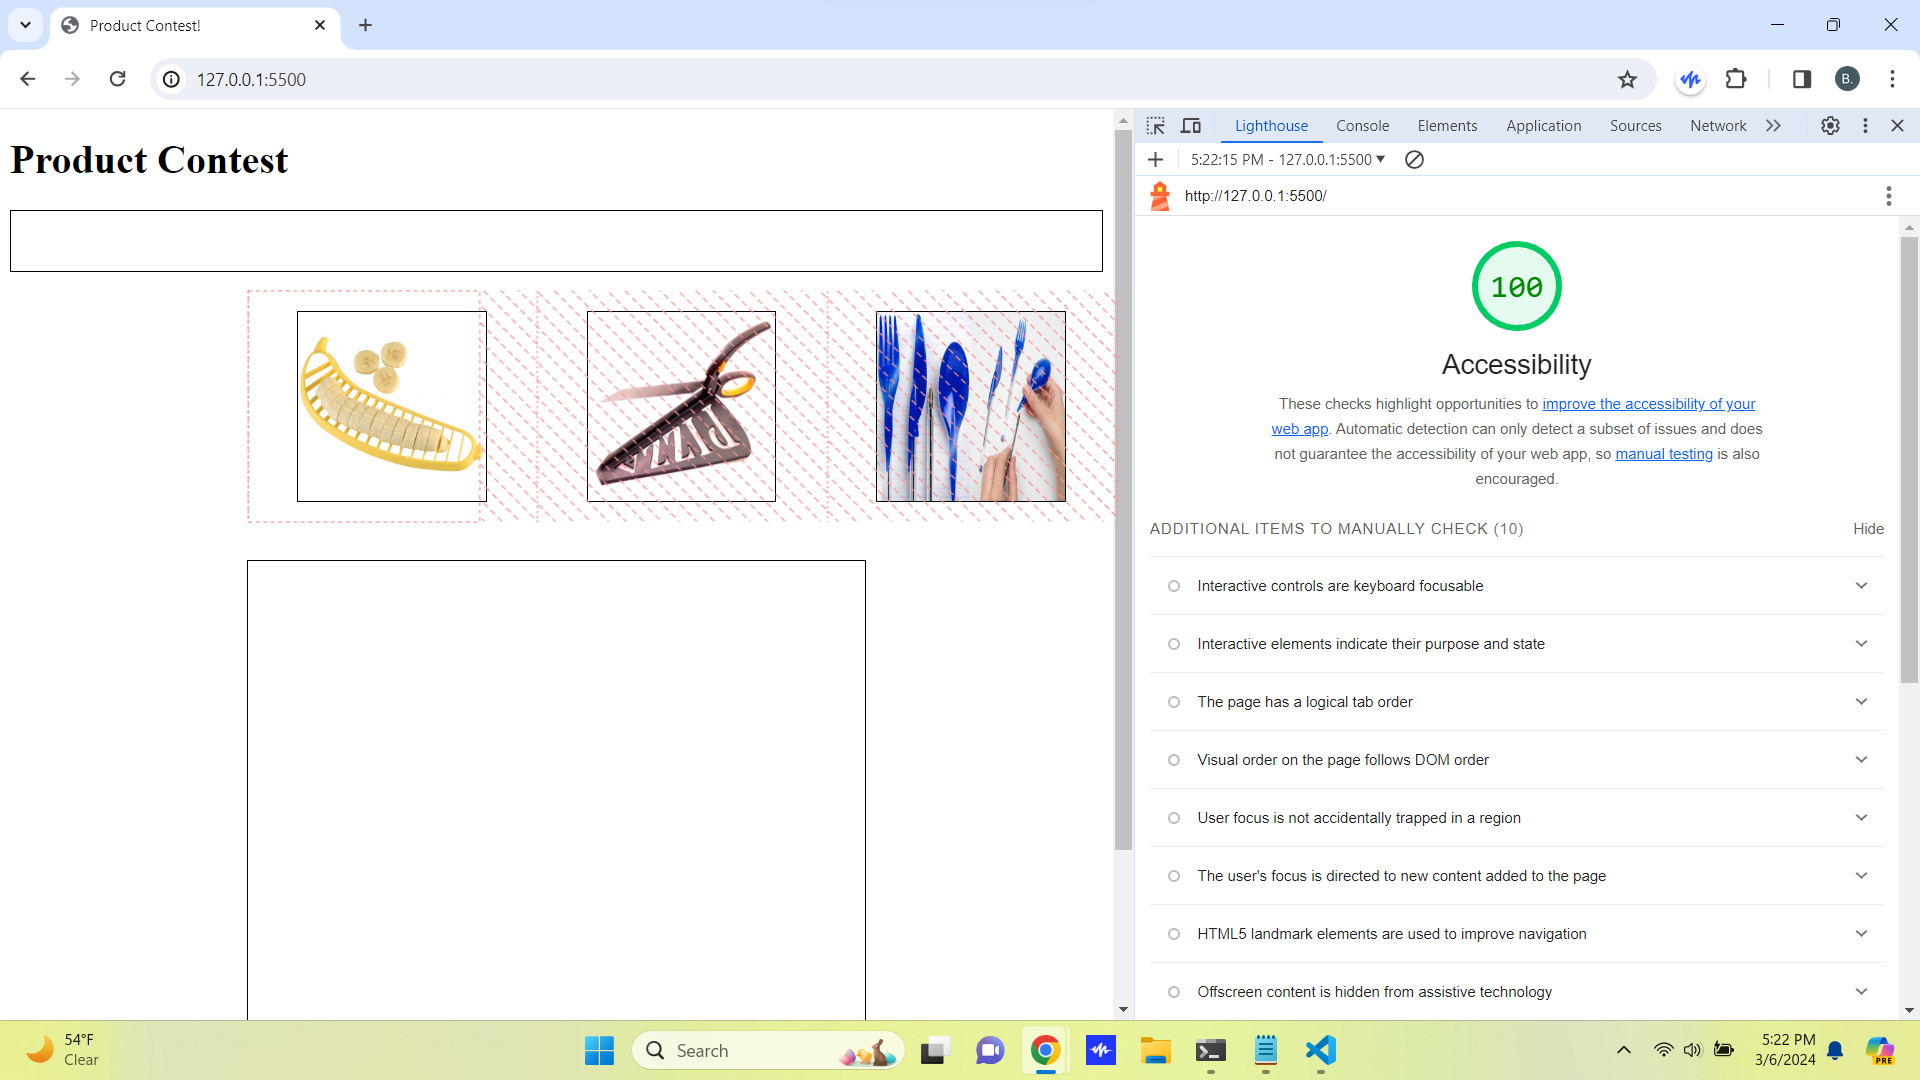 Product Contest!
127.0.0.1:5500
B.
Product Contest
PIZZA
Lighthouse
Console
Elements
Application
Sources
Network
5:22:15 PM - 127.0.0.1:5500
http://127.0.0.1:5500/
100
Accessibility
These checks highlight opportunities to improve the accessibility of your
web app. Automatic detection can only detect a subset of issues and does
not guarantee the accessibility of your web app, so manual testing is also
encouraged.
ADDITIONAL ITEMS TO MANUALLY CHECK (10)
Hide
Interactive controls are keyboard focusable
Interactive elements indicate their purpose and state
The page has a logical tab order
Visual order on the page follows DOM order
User focus is not accidentally trapped in a region
The user's focus is directed to new content added to the page
HTML5 landmark elements are used to improve navigation
Offscreen content is hidden from assistive technology
54°F
Clear
Search
5:22 PM
3/6/2024
PRE